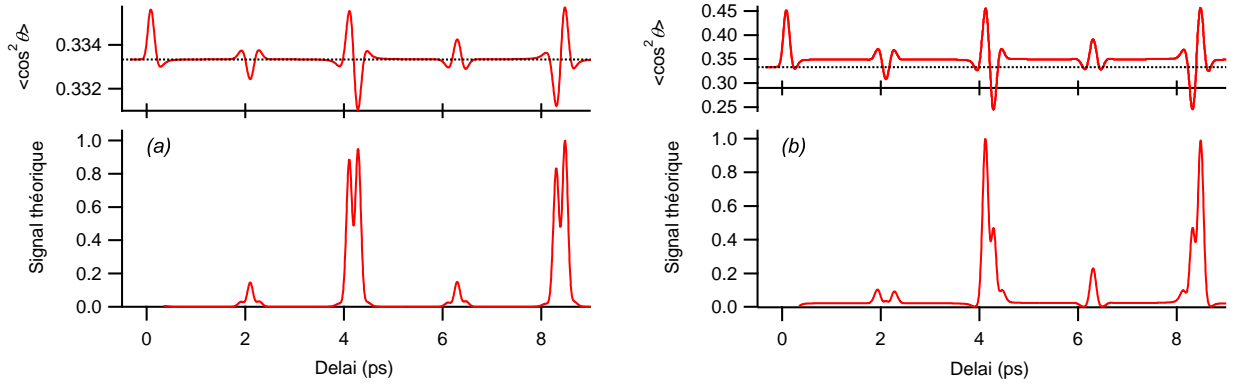 <cos²θ>
0.334
0.332
Signal théorique
(a)
1.0
0.8
0.6
0.4
0.2
0.0
0 2 4 6 8
Delai (ps)
<cos²θ>
0.45
0.40
0.35
0.30
0.25
Signal théorique
(b)
1.0
0.8
0.6
0.4
0.2
0.0
0 2 4 6 8
Delai (ps)